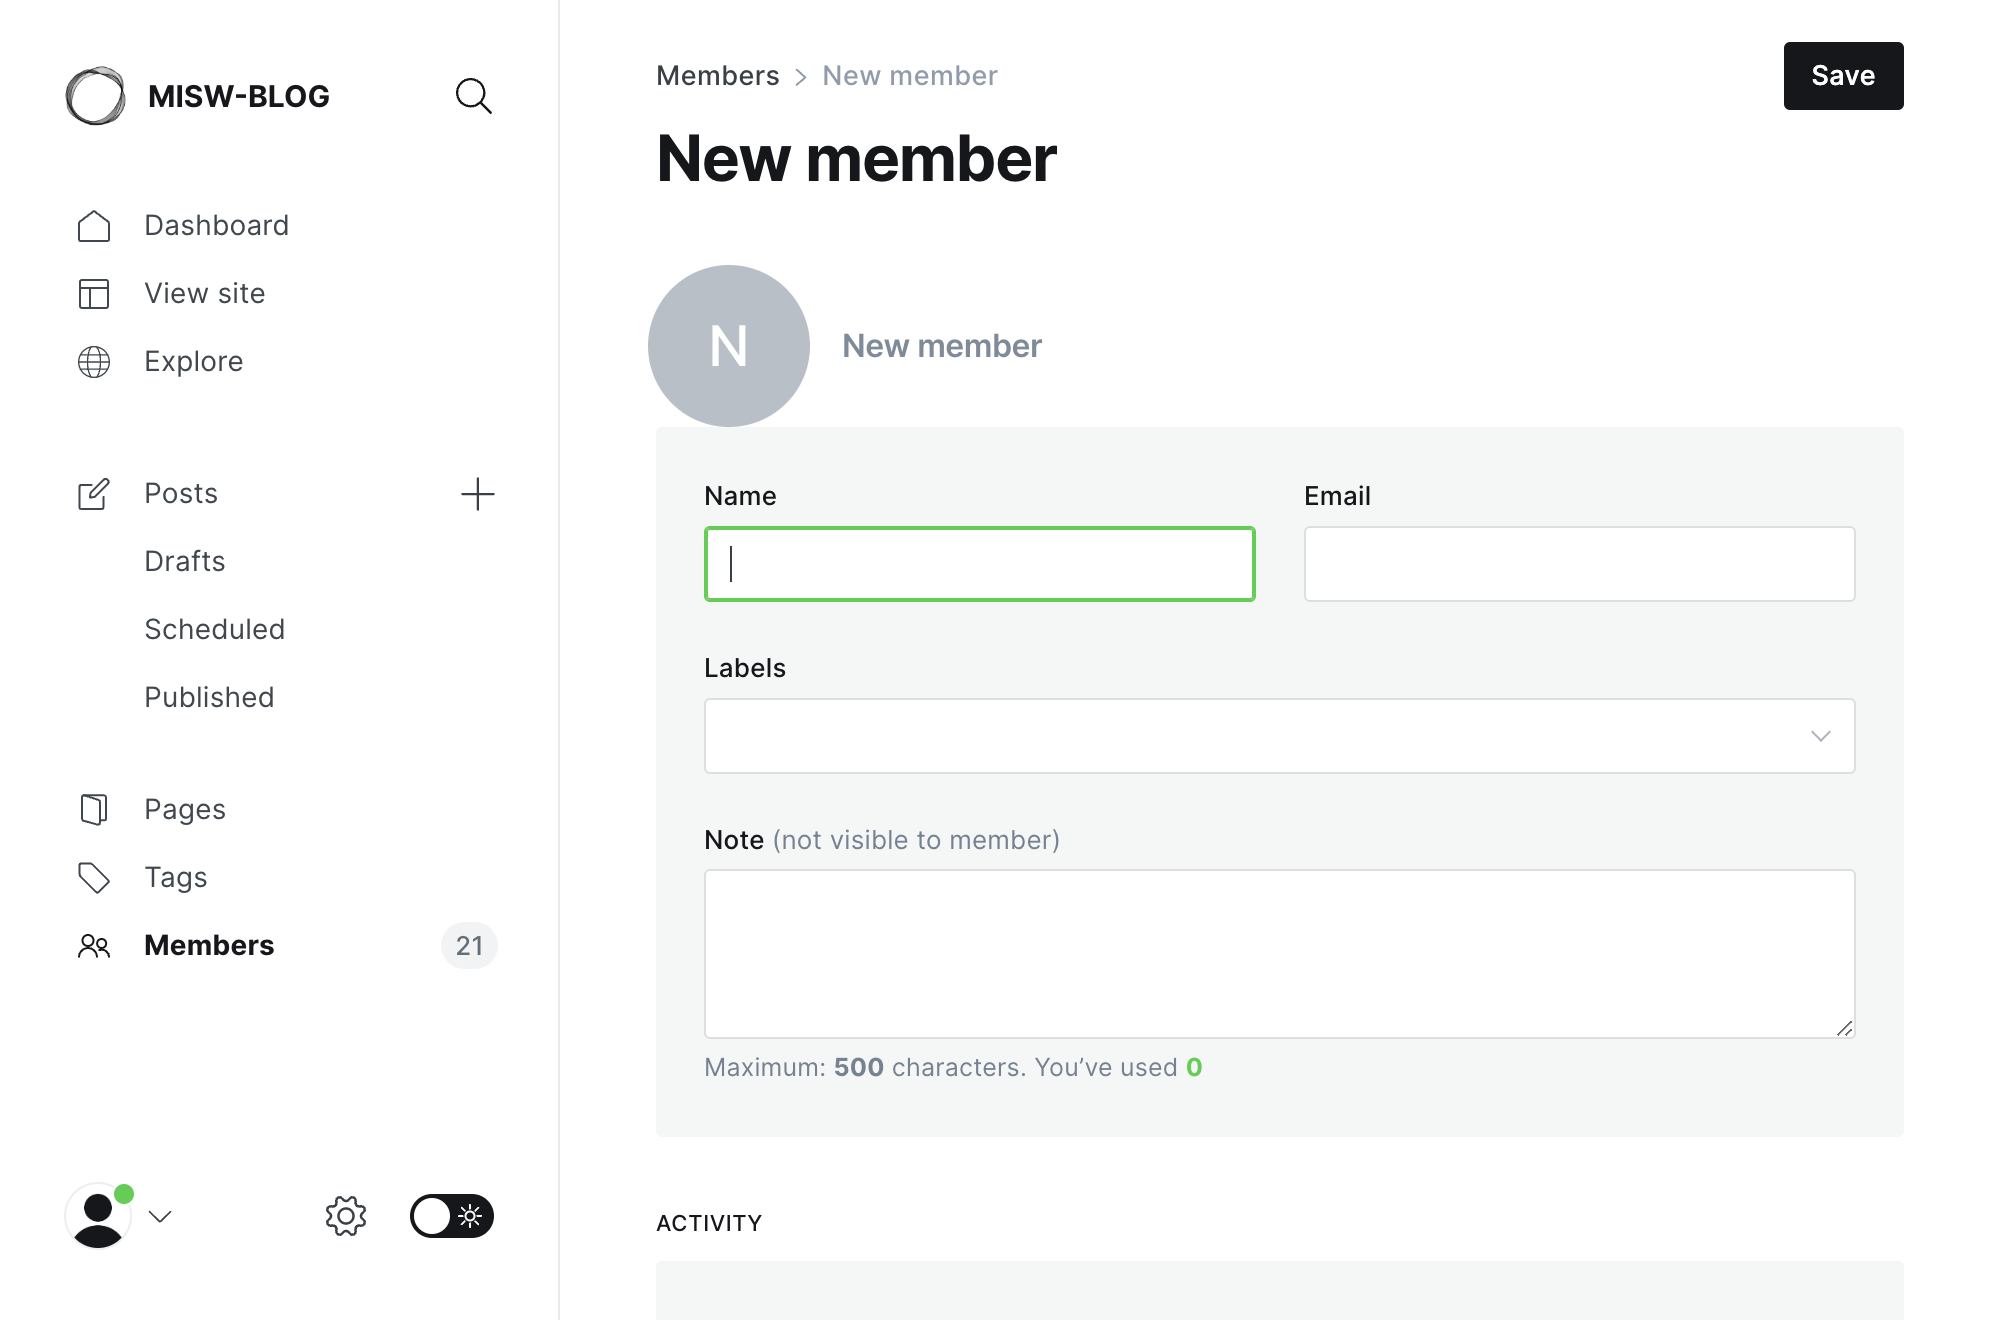 MISW-BLOG
Dashboard
View site
Explore
Posts
Drafts
Scheduled
Published
Pages
Tags
Members
21
Members > New member
Save
New member
N
New member
Name
Email
Labels
Note (not visible to member)
Maximum: 500 characters. You’ve used 0
ACTIVITY